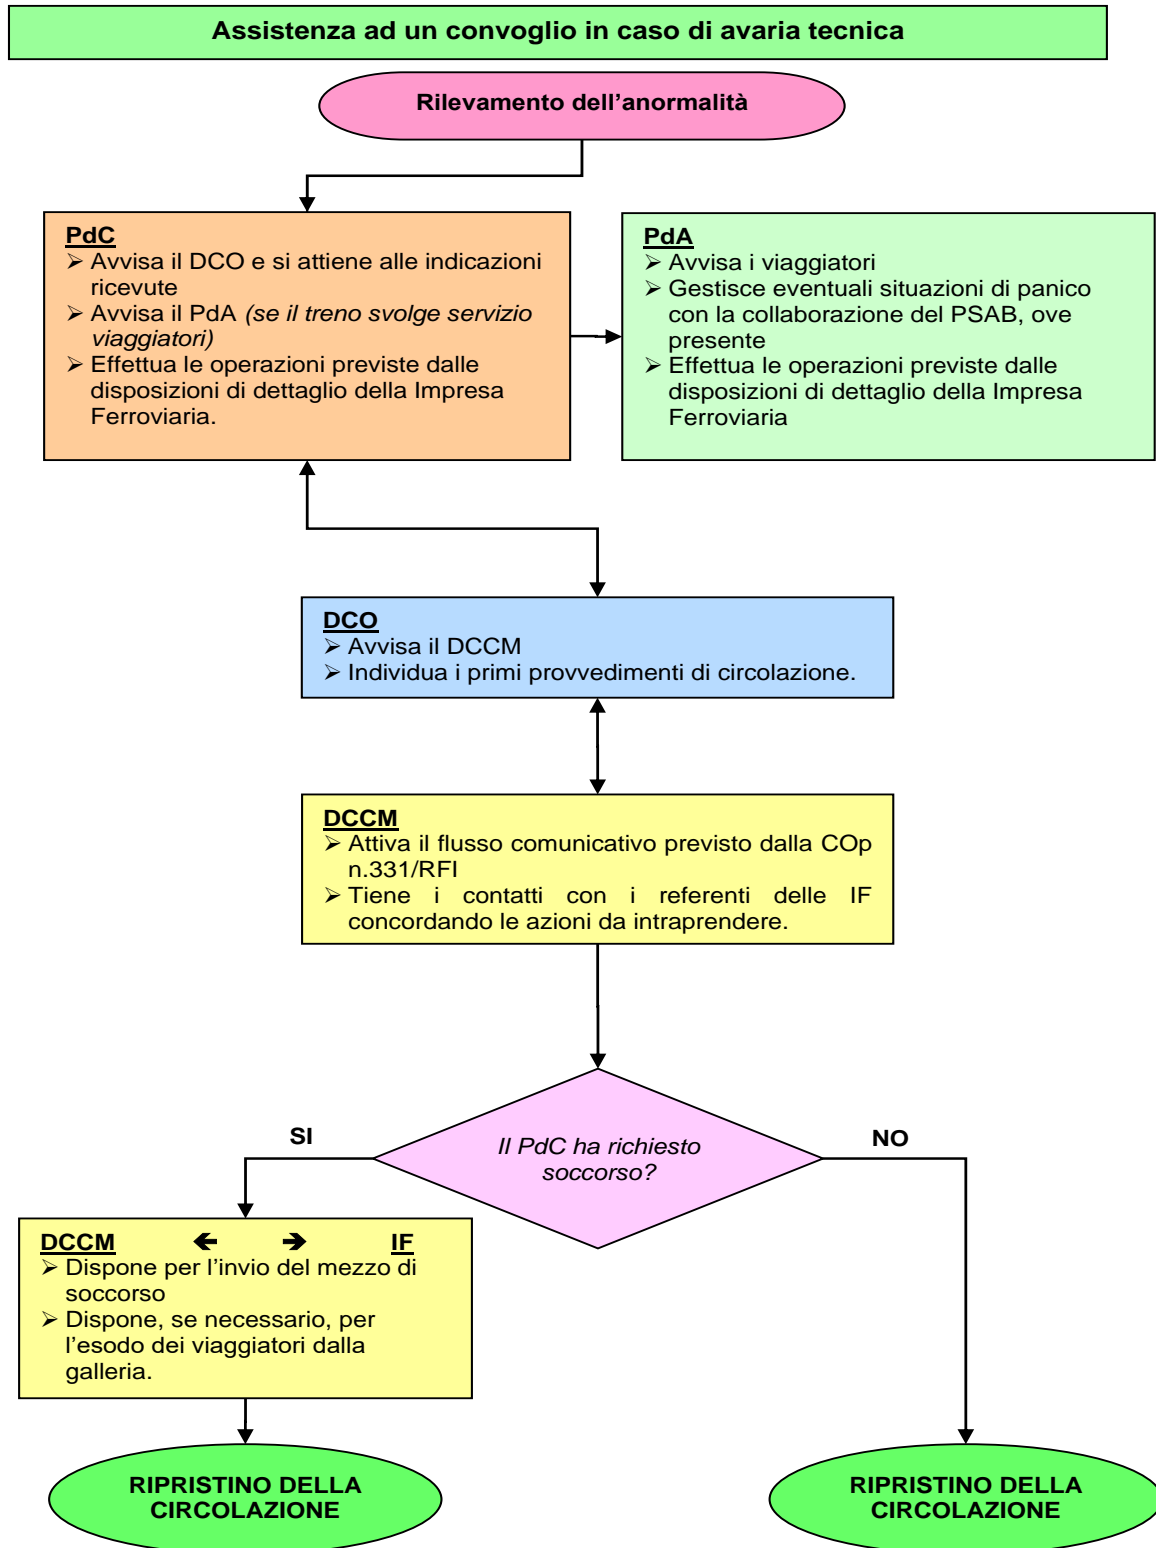 Assistenza ad un convoglio in caso di avaria tecnica
Rilevamento dell'anormalità
PdC
➢ Avvisa il DCO e si attiene alle indicazioni
ricevute
➢ Avvisa il PdA (se il treno svolge servizio
viaggiatori)
➢ Effettua le operazioni previste dalle
disposizioni di dettaglio della Impresa
Ferroviaria.
PdA
➢ Avvisa i viaggiatori
➢ Gestisce eventuali situazioni di panico
con la collaborazione del PSAB, ove
presente
➢ Effettua le operazioni previste dalle
disposizioni di dettaglio della Impresa
Ferroviaria
DCO
➢ Avvisa il DCCM
➢ Individua i primi provvedimenti di circolazione.
DCCM
➢ Attiva il flusso comunicativo previsto dalla COp
n.331/RFI
➢ Tiene i contatti con i referenti delle IF
concordando le azioni da intraprendere.
Il PdC ha richiesto
soccorso?
SI
NO
DCCM 🡸 🡺 IF
➢ Dispone per l'invio del mezzo di
soccorso
➢ Dispone, se necessario, per
l'esodo dei viaggiatori dalla
galleria.
RIPRISTINO DELLA
CIRCOLAZIONE
RIPRISTINO DELLA
CIRCOLAZIONE